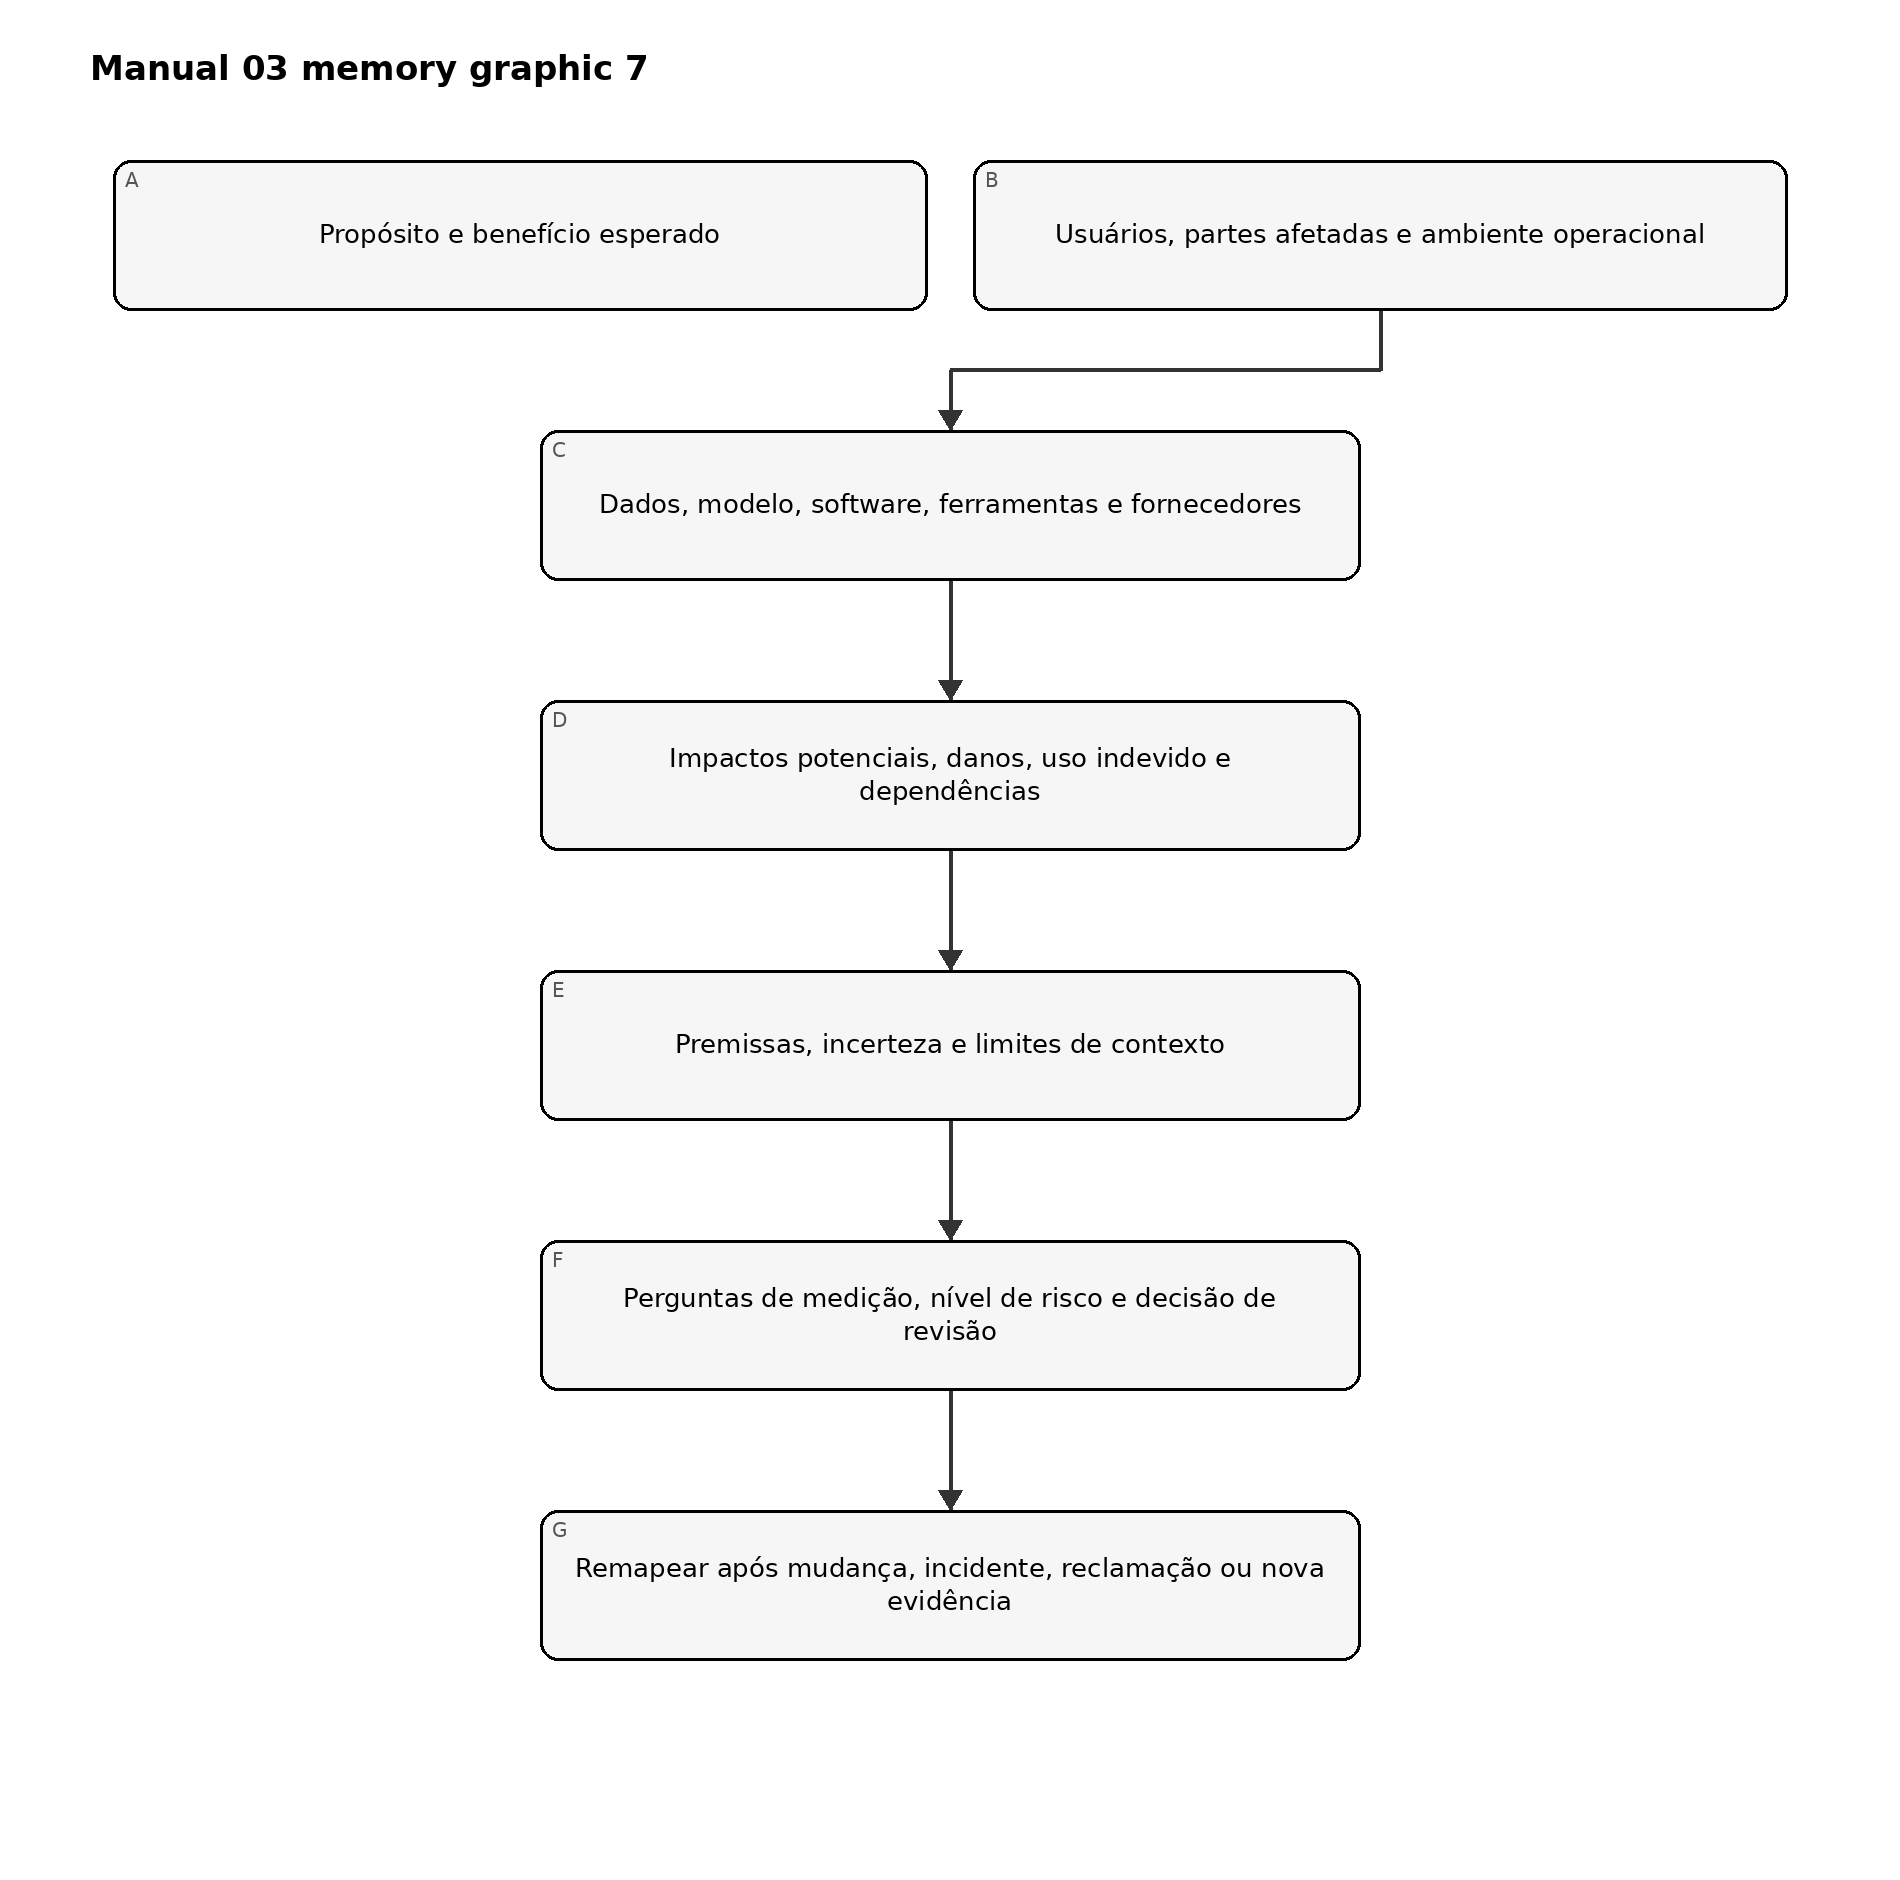 Manual 03 memory graphic 7
A
Propósito e benefício esperado
B
Usuários, partes afetadas e ambiente operacional
C
Dados, modelo, software, ferramentas e fornecedores
D
Impactos potenciais, danos, uso indevido e
dependências
E
Premissas, incerteza e limites de contexto
F
Perguntas de medição, nível de risco e decisão de
revisão
G
Remapear após mudança, incidente, reclamação ou nova
evidência